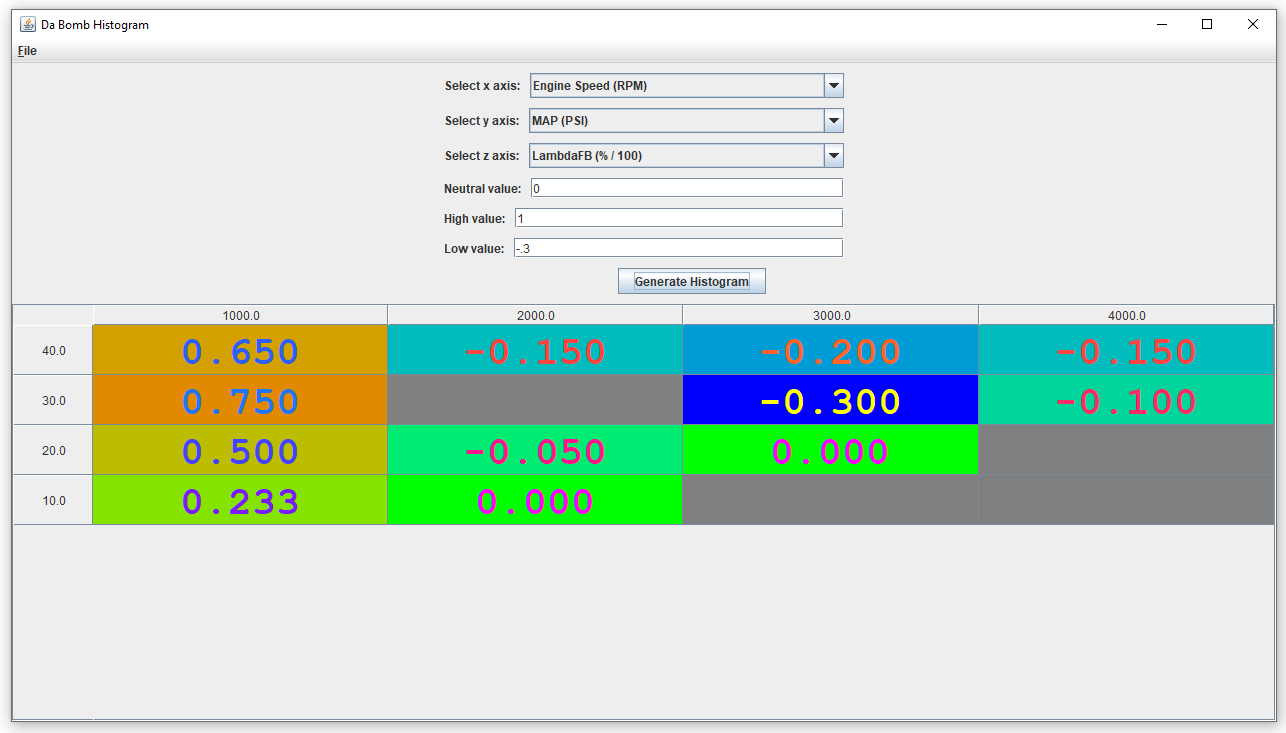 Da Bomb Histogram
File
Select x axis: Engine Speed (RPM)
Select y axis: MAP (PSI)
Select z axis: LambdaFB (% / 100)
Neutral value: 0
High value: 1
Low value: -.3
Generate Histogram
1000.0 2000.0 3000.0 4000.0
40.0 0.650 -0.150 -0.200 -0.150
30.0 0.750 -0.300 -0.100
20.0 0.500 -0.050 0.000
10.0 0.233 0.000